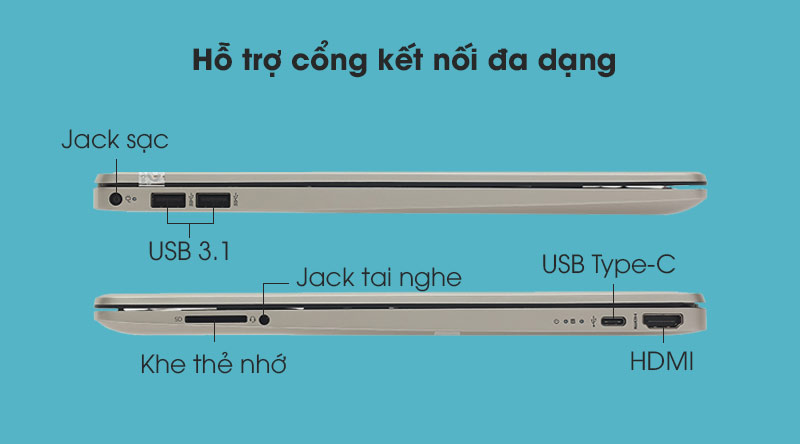 Hỗ trợ cổng kết nối đa dạng
Jack sạc
USB 3.1
Jack tai nghe
USB Type-C
SD
Khe thẻ nhớ
HDMI